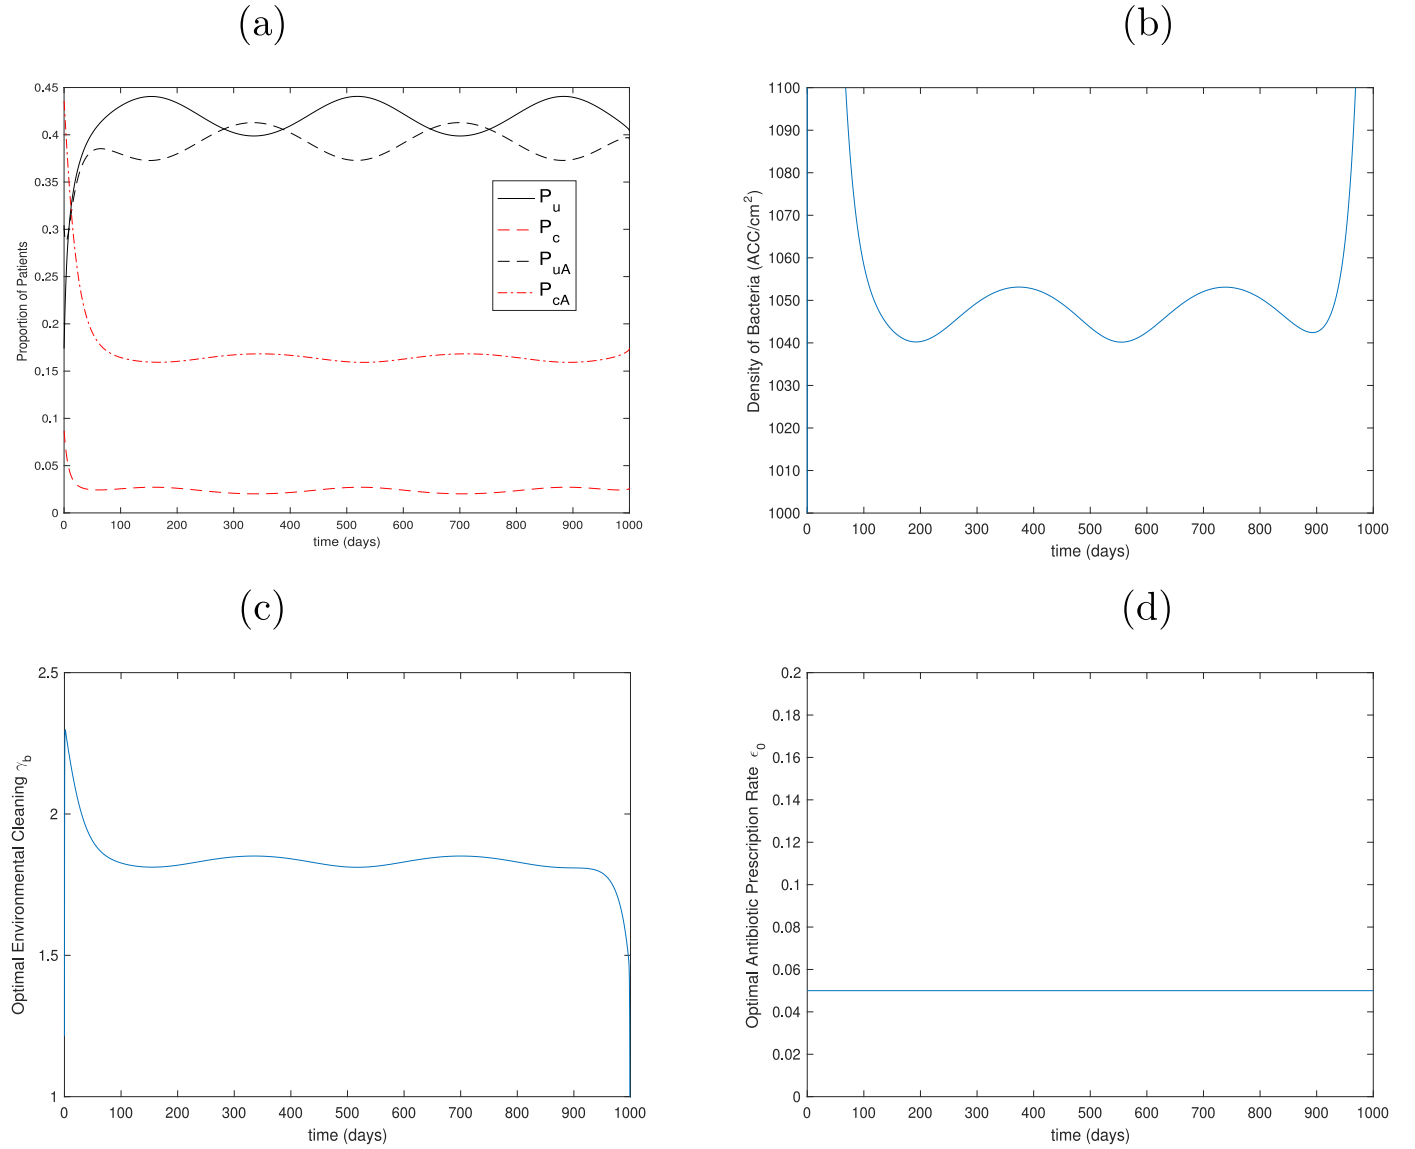 (a)
0.45
0.4
0.35
0.3
0.25
0.2
0.15
0.1
0.05
0
Proportion of Patients
P_u
P_c
P_uA
P_cA
0 100 200 300 400 500 600 700 800 900 1000
time (days)
(b)
1100
1090
1080
1070
1060
1050
1040
1030
1020
1010
1000
Density of Bacteria (ACC/cm²)
0 100 200 300 400 500 600 700 800 900 1000
time (days)
(c)
2.5
2
1.5
1
Optimal Environmental Cleaning γ_b
0 100 200 300 400 500 600 700 800 900 1000
time (days)
(d)
0.2
0.18
0.16
0.14
0.12
0.1
0.08
0.06
0.04
0.02
0
Optimal Antibiotic Prescription Rate ϵ_0
0 100 200 300 400 500 600 700 800 900 1000
time (days)